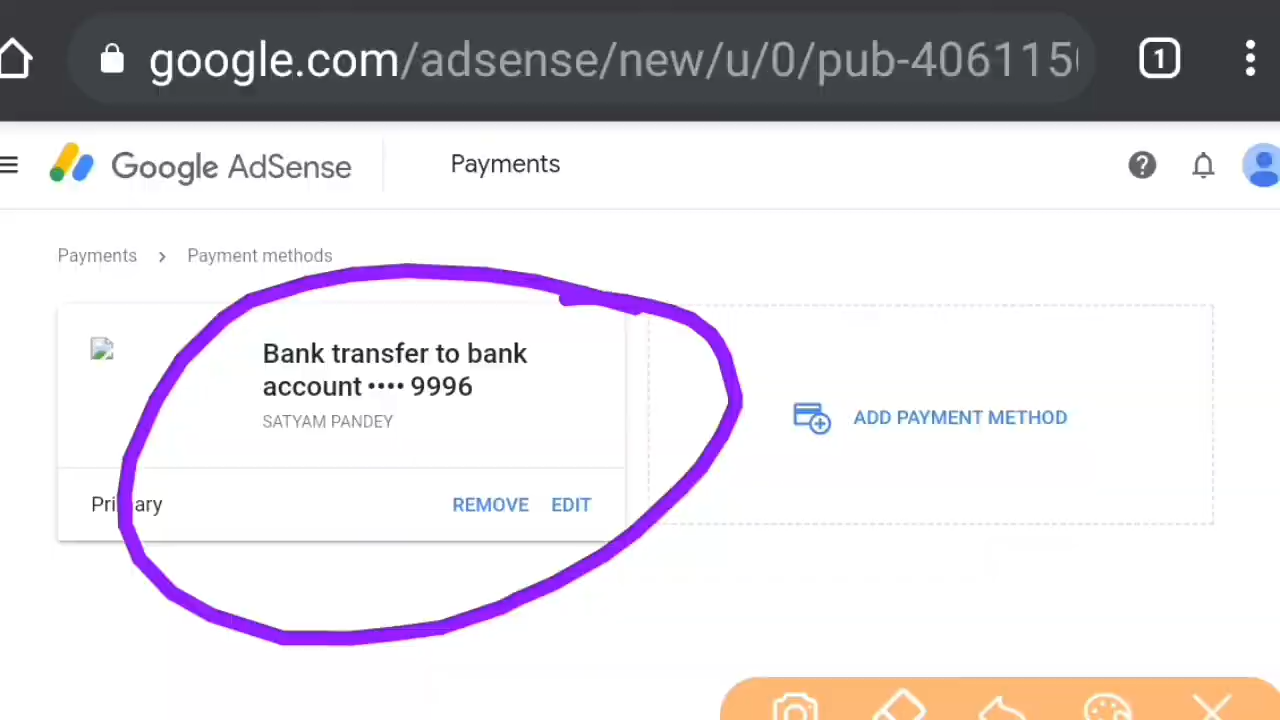 google.com/adsense/new/u/0/pub-406115
1
Google AdSense
Payments
Payments > Payment methods
Bank transfer to bank
account •••• 9996
SATYAM PANDEY
ADD PAYMENT METHOD
Primary
REMOVE EDIT